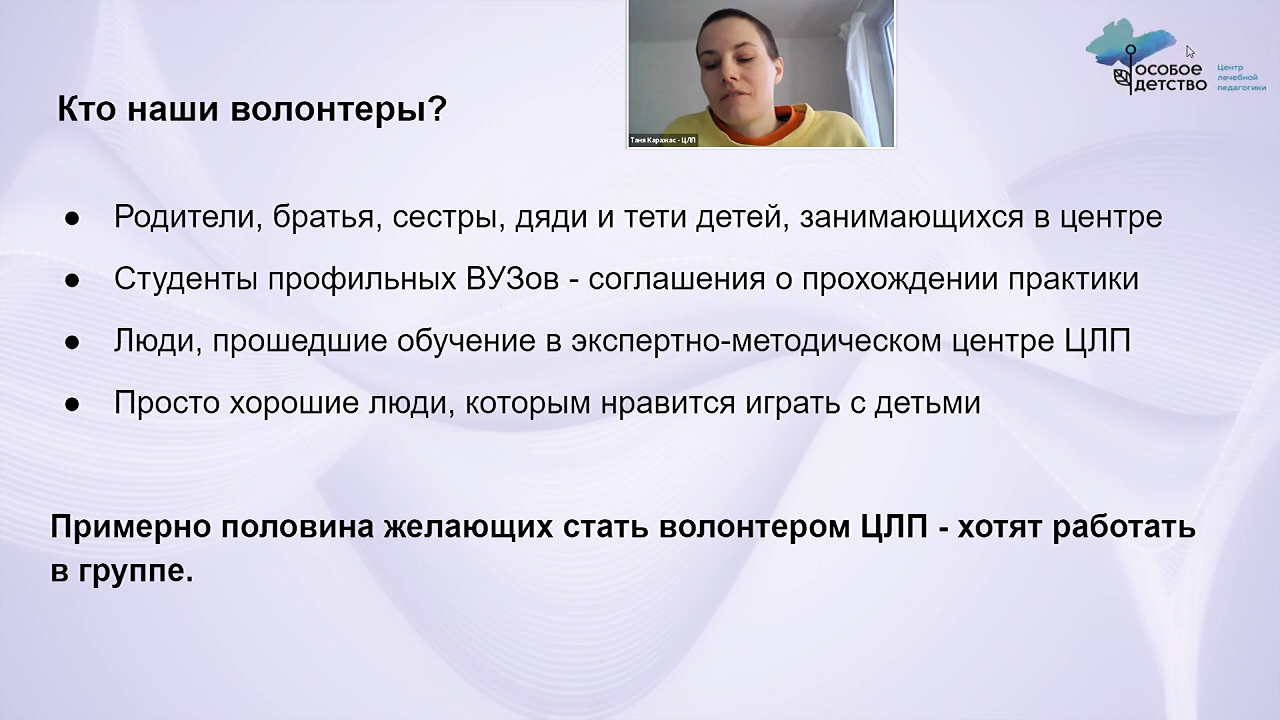 Кто наши волонтеры?
Таня Каражас - ЦЛП
особое
детство
Центр
лечебной
педагогики
● Родители, братья, сестры, дяди и тети детей, занимающихся в центре
● Студенты профильных ВУЗов - соглашения о прохождении практики
● Люди, прошедшие обучение в экспертно-методическом центре ЦЛП
● Просто хорошие люди, которым нравится играть с детьми
Примерно половина желающих стать волонтером ЦЛП - хотят работать
в группе.